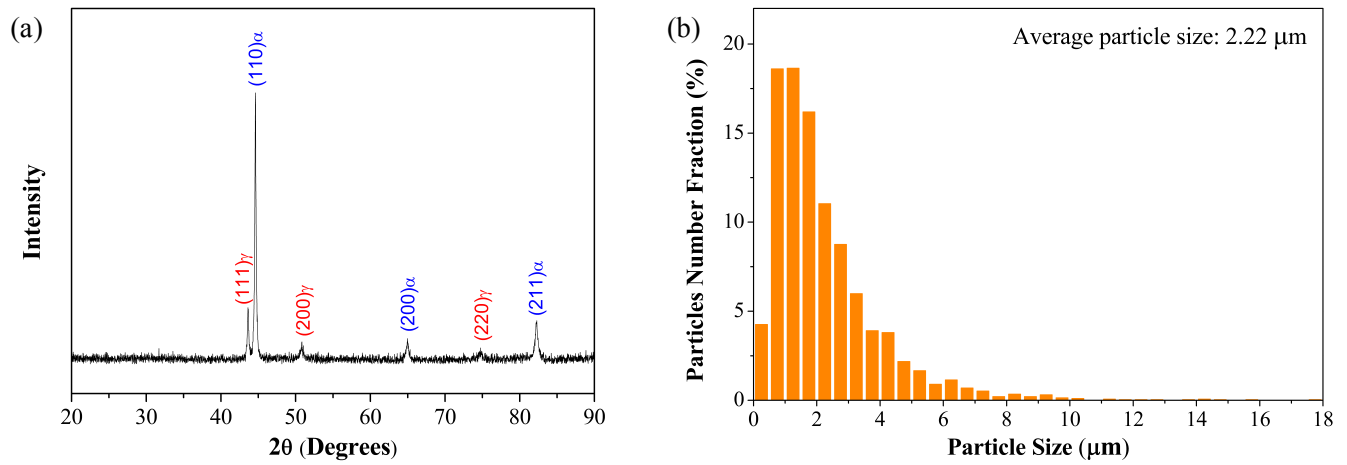 (a)
(110)α
(111)γ
(200)γ
(200)α
(220)γ
(211)α
Intensity
20 30 40 50 60 70 80 90
2θ (Degrees)
(b)
Average particle size: 2.22 μm
20
15
10
5
0
Particles Number Fraction (%)
0 2 4 6 8 10 12 14 16 18
Particle Size (μm)